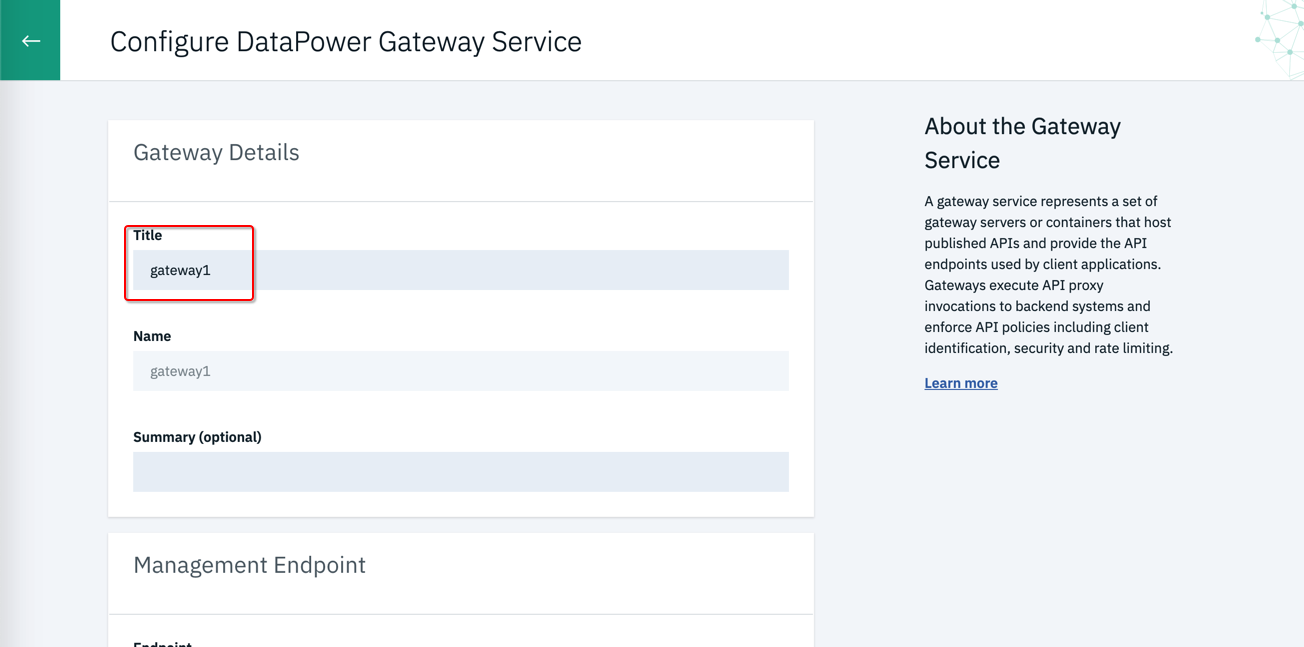 Configure DataPower Gateway Service
Gateway Details
Title
gateway1
Name
gateway1
Summary (optional)
Management Endpoint
Endpoint
About the Gateway
Service
A gateway service represents a set of
gateway servers or containers that host
published APIs and provide the API
endpoints used by client applications.
Gateways execute API proxy
invocations to backend systems and
enforce API policies including client
identification, security and rate limiting.
Learn more